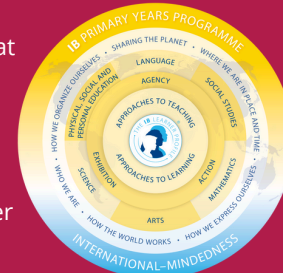 at
er
IB PRIMARY YEARS PROGRAMME
SHARING THE PLANET • WHERE WE ARE IN PLACE AND TIME • HOW WE EXPRESS OURSELVES • HOW THE WORLD WORKS • WHO WE ARE • HOW WE ORGANIZE OURSELVES •
LANGUAGE
SOCIAL STUDIES
MATHEMATICS
ARTS
SCIENCE
PHYSICAL, SOCIAL AND
PERSONAL EDUCATION
AGENCY
ACTION
EXHIBITION
APPROACHES TO TEACHING
APPROACHES TO LEARNING
THE IB LEARNER PROFILE
INTERNATIONAL–MINDEDNESS